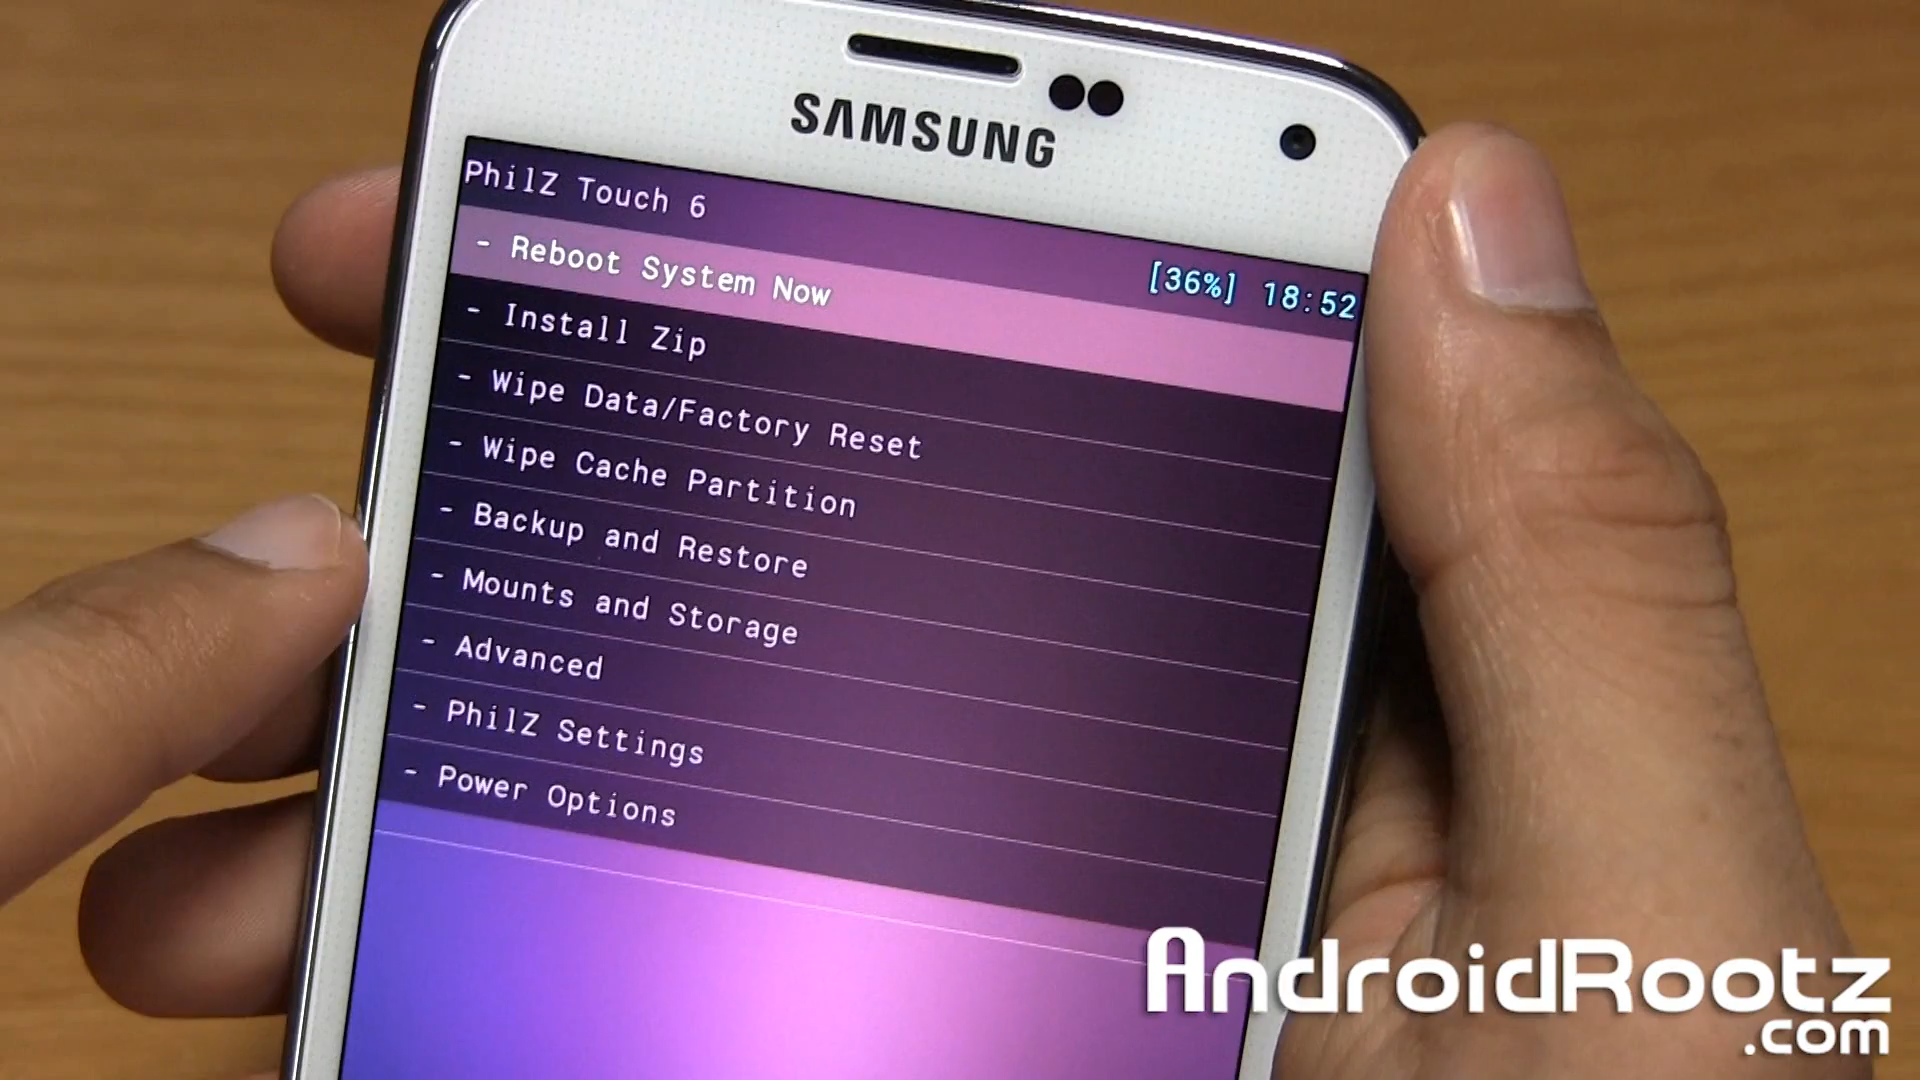 SAMSUNG
PhilZ Touch 6
[36%] 18:52
- Reboot System Now
- Install Zip
- Wipe Data/Factory Reset
- Wipe Cache Partition
- Backup and Restore
- Mounts and Storage
- Advanced
- PhilZ Settings
- Power Options
AndroidRootz
.com